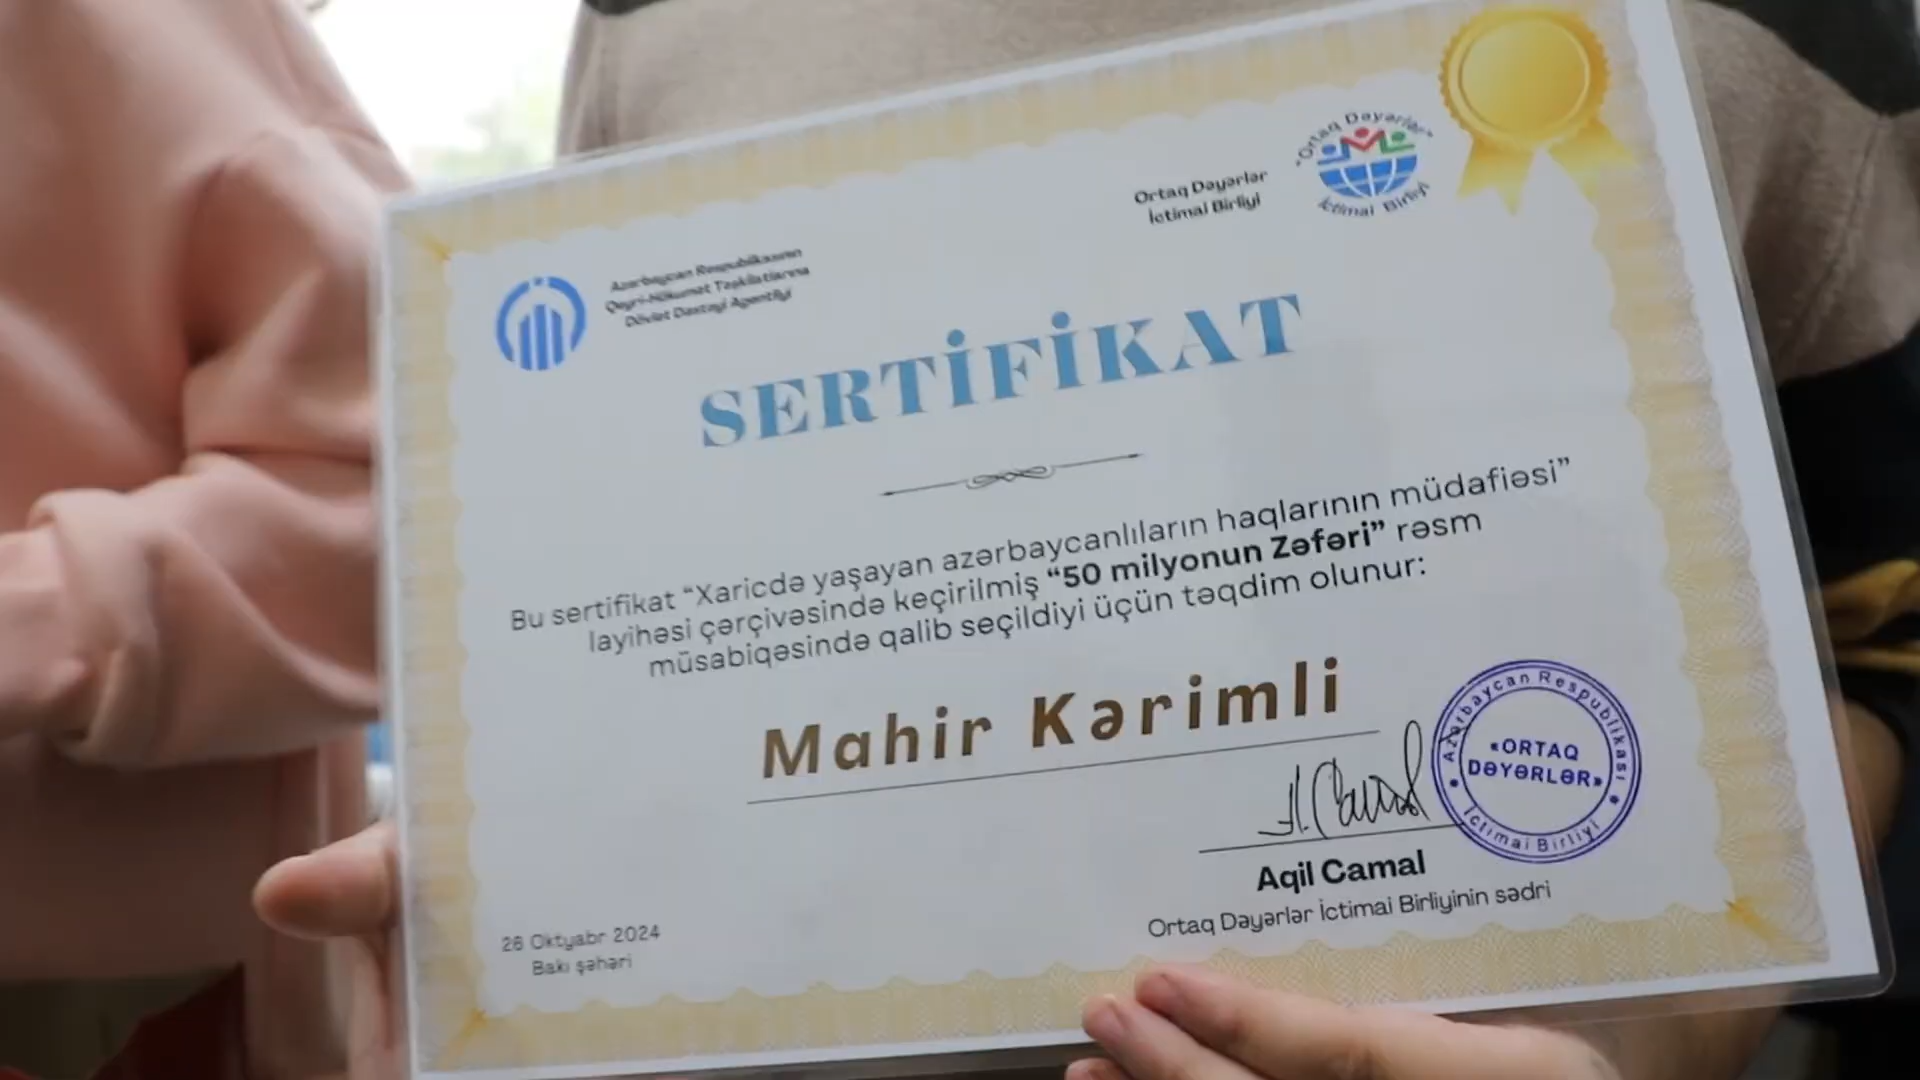 Azərbaycan Respublikasının
Qeyri-Hökumət Təşkilatlarına
Dövlət Dəstəyi Agentliyi
Ortaq Dəyərlər
İctimai Birliyi
"Ortaq Dəyərlər"
İctimai Birliyi
SERTİFİKAT
Bu sertifikat “Xaricdə yaşayan azərbaycanlıların haqlarının müdafiəsi”
layihəsi çərçivəsində keçirilmiş “50 milyonun Zəfəri” rəsm
müsabiqəsində qalib seçildiyi üçün təqdim olunur:
Mahir Kərimli
Azərbaycan Respublikası
«ORTAQ
DƏYƏRLƏR»
İctimai Birliyi
Aqil Camal
Ortaq Dəyərlər İctimai Birliyinin sədri
26 Oktyabr 2024
Bakı şəhəri